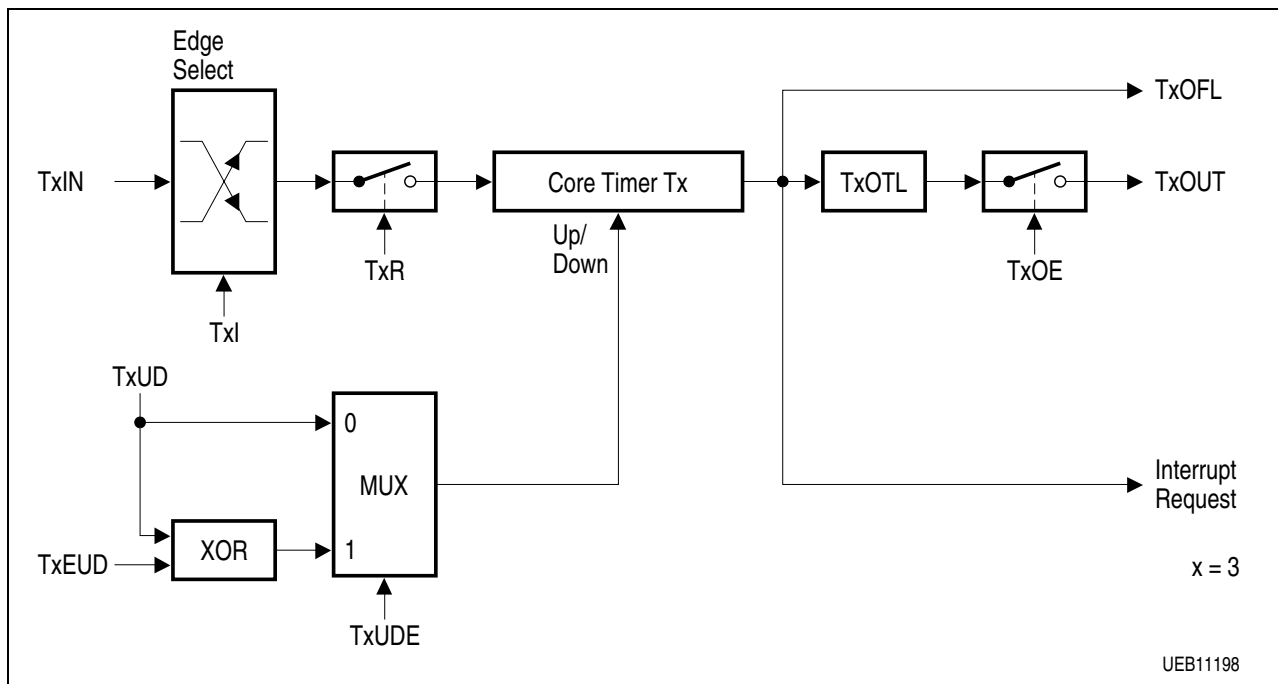 Edge
Select
TxOFL
TxIN
Core Timer Tx
TxOTL
TxOUT
Up/
Down
TxR
TxOE
TxI
TxUD
0
MUX
Interrupt
Request
XOR
1
TxEUD
x = 3
TxUDE
UEB11198